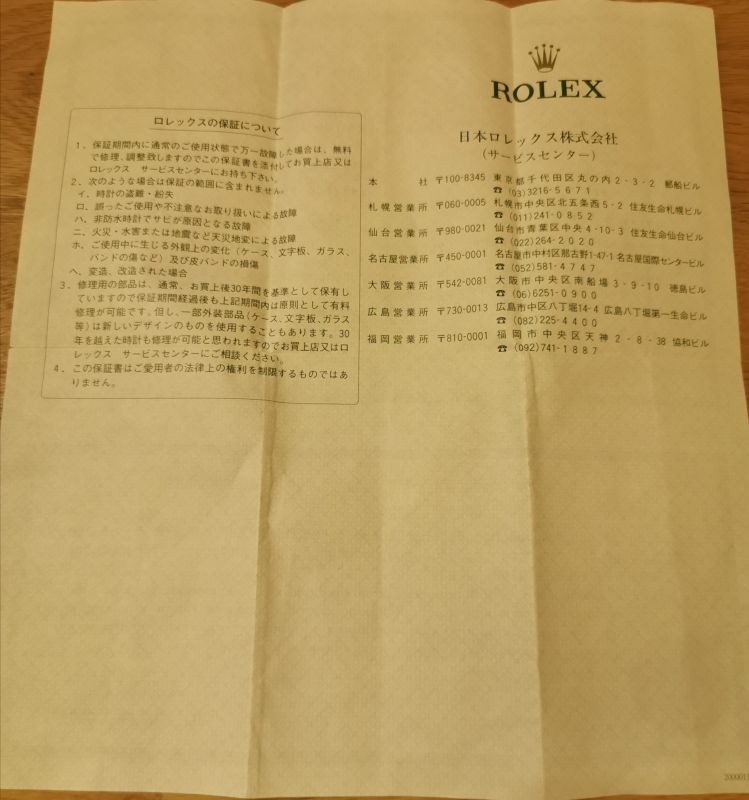 ROLEX
日本ロレックス株式会社
(サービスセンター)
ロレックスの保証について
1、保証期間内に通常のご使用状態で万一故障した場合は、無料
で修理、調整致しますのでこの保証書を添付してお買上店又は
ロレックス サービスセンターにお持ち下さい。
2、次のような場合は保証の範囲に含まれません。
イ、時計の盗難・紛失
ロ、誤ったご使用や不注意なお取り扱いによる故障
ハ、非防水時計でサビが原因となる故障
ニ、火災・水害または地震など天災地変による故障
ホ、ご使用中に生じる外観上の変化(ケース、文字板、ガラス、
バンドの傷など)及び皮バンドの損傷
ヘ、変造、改造された場合
3、修理用の部品は、通常、お買上後30年間を基準として保有し
ていますので保証期間経過後も上記期間内は原則として有料
修理が可能です。但し、一部外装部品(ケース、文字板、ガラス
等)は新しいデザインのものを使用することもあります。30
年を越えた時計も修理が可能と思われますのでお買上店又はロ
レックス サービスセンターにご相談ください。
4、この保証書はご愛用者の法律上の権利を制限するものではあ
りません。
本 社 〒100-8345 東京都千代田区丸の内2-3-2 郵船ビル
☎(03)3216-5671
札幌営業所 〒060-0005 札幌市中央区北五条西5-2 住友生命札幌ビル
☎(011)241-0852
仙台営業所 〒980-0021 仙台市青葉区中央4-10-3 住友生命仙台ビル
☎(022)264-2020
名古屋営業所 〒450-0001 名古屋市中村区那古野1-47-1 名古屋国際センタービル
☎(052)581-4747
大阪営業所 〒542-0081 大阪市中央区南船場3-9-10 徳島ビル
☎(06)6251-0900
広島営業所 〒730-0013 広島市中区八丁堀14-4 広島八丁堀第一生命ビル
☎(082)225-4400
福岡営業所 〒810-0001 福岡市中央区天神2-8-38 協和ビル
☎(092)741-1887